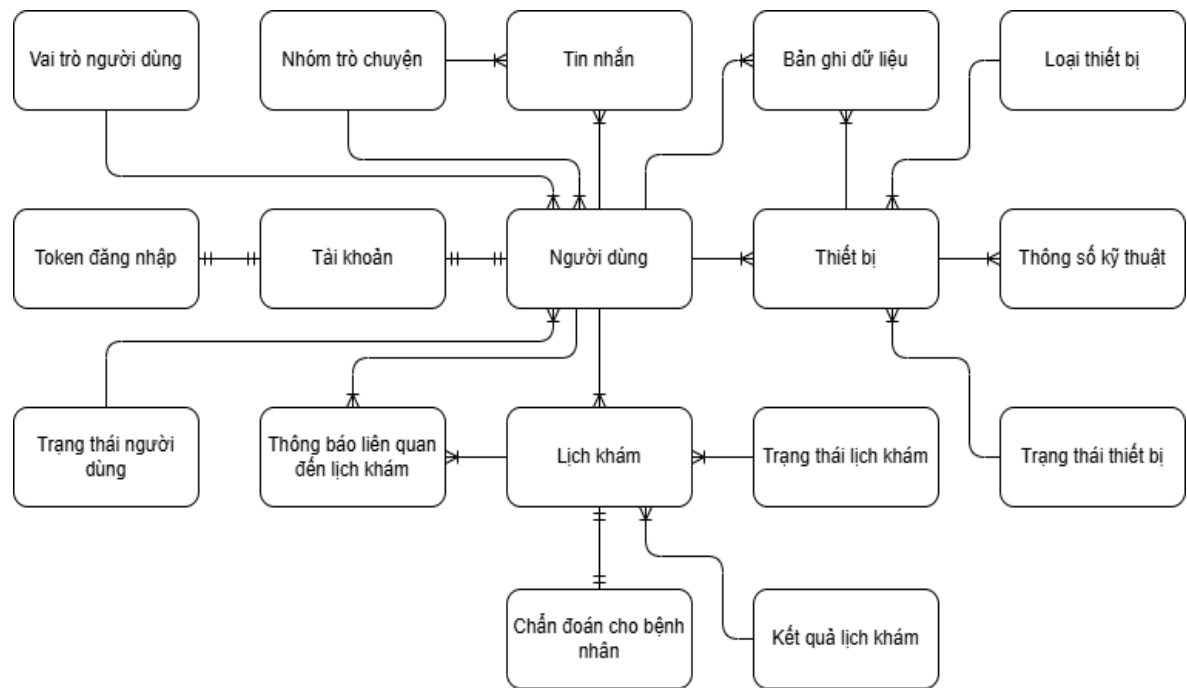 Vai trò người dùng
Nhóm trò chuyện
Tin nhắn
Bản ghi dữ liệu
Loại thiết bị
Token đăng nhập
Tài khoản
Người dùng
Thiết bị
Thông số kỹ thuật
Trạng thái người
dùng
Thông báo liên quan
đến lịch khám
Lịch khám
Trạng thái lịch khám
Trạng thái thiết bị
Chẩn đoán cho bệnh
nhân
Kết quả lịch khám